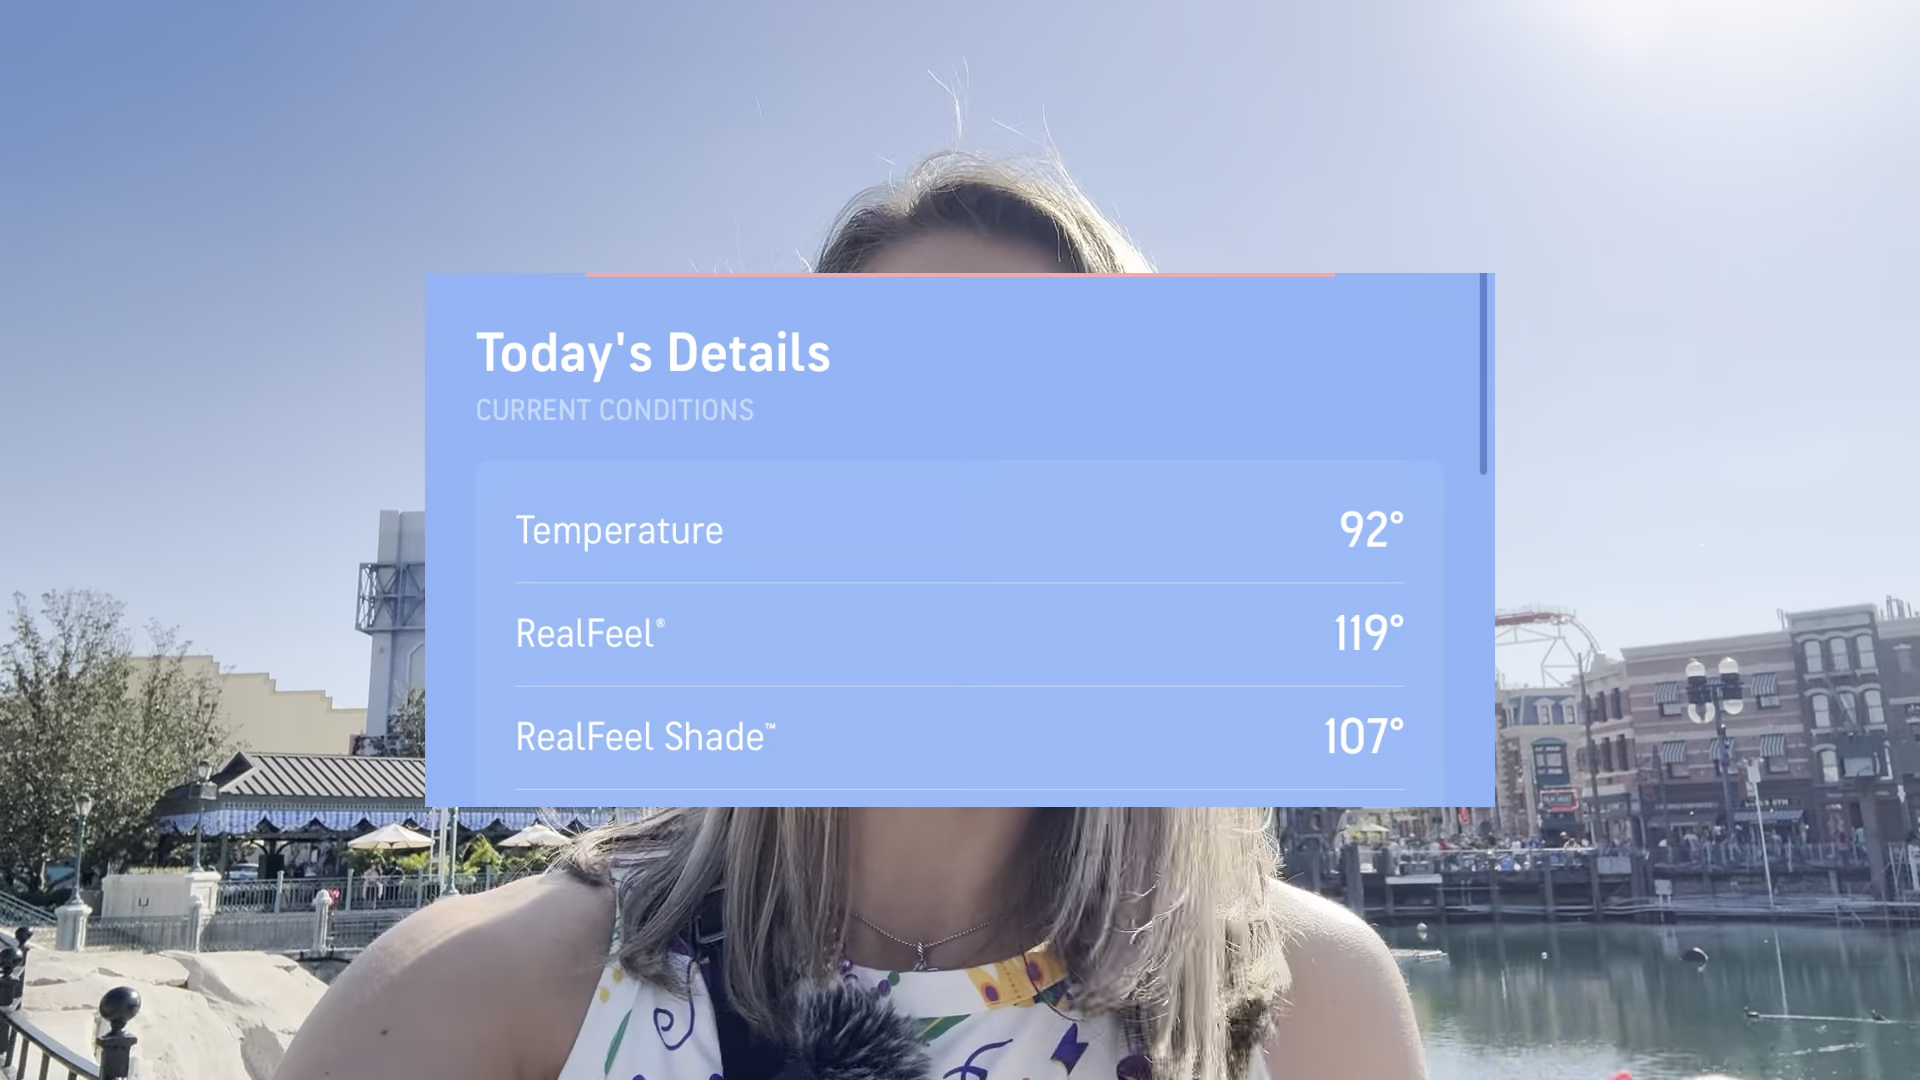 Today's Details
CURRENT CONDITIONS
Temperature 92°
RealFeel® 119°
RealFeel Shade™ 107°